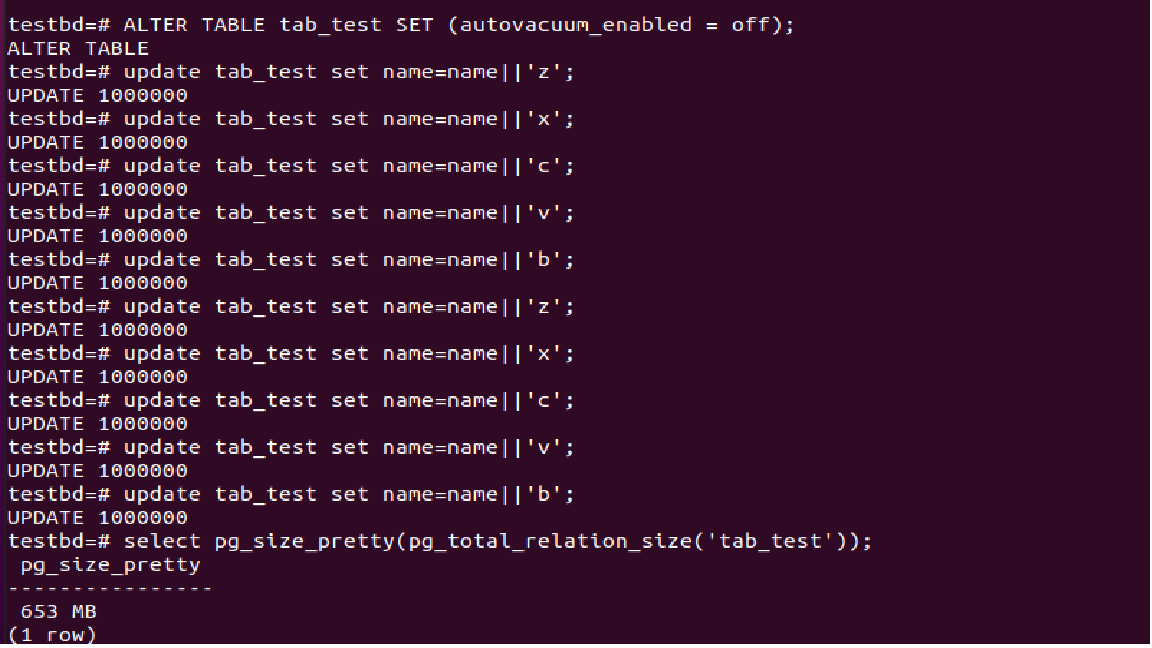 testbd=# ALTER TABLE tab_test SET (autovacuum_enabled = off);
ALTER TABLE
testbd=# update tab_test set name=name||'z';
UPDATE 1000000
testbd=# update tab_test set name=name||'x';
UPDATE 1000000
testbd=# update tab_test set name=name||'c';
UPDATE 1000000
testbd=# update tab_test set name=name||'v';
UPDATE 1000000
testbd=# update tab_test set name=name||'b';
UPDATE 1000000
testbd=# update tab_test set name=name||'z';
UPDATE 1000000
testbd=# update tab_test set name=name||'x';
UPDATE 1000000
testbd=# update tab_test set name=name||'c';
UPDATE 1000000
testbd=# update tab_test set name=name||'v';
UPDATE 1000000
testbd=# update tab_test set name=name||'b';
UPDATE 1000000
testbd=# select pg_size_pretty(pg_total_relation_size('tab_test'));
 pg_size_pretty
----------------
 653 MB
(1 row)